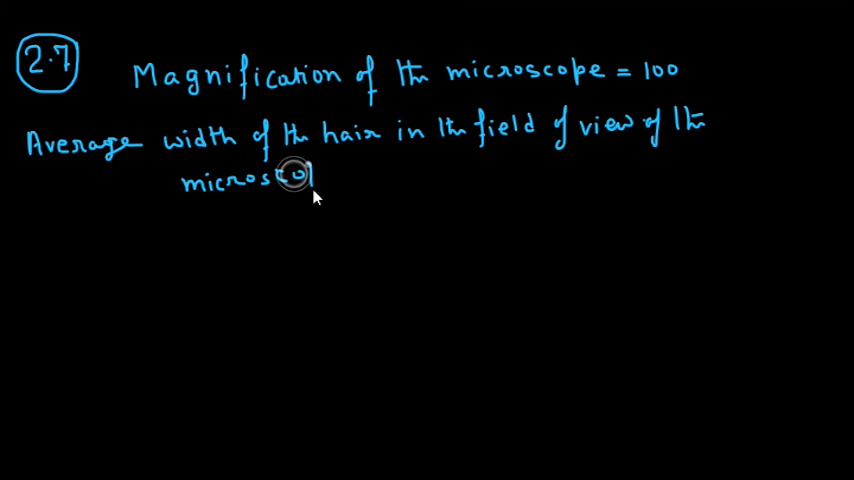 2.7 Magnification of the microscope = 100
Average width of the hair in the field of view of the
microscop